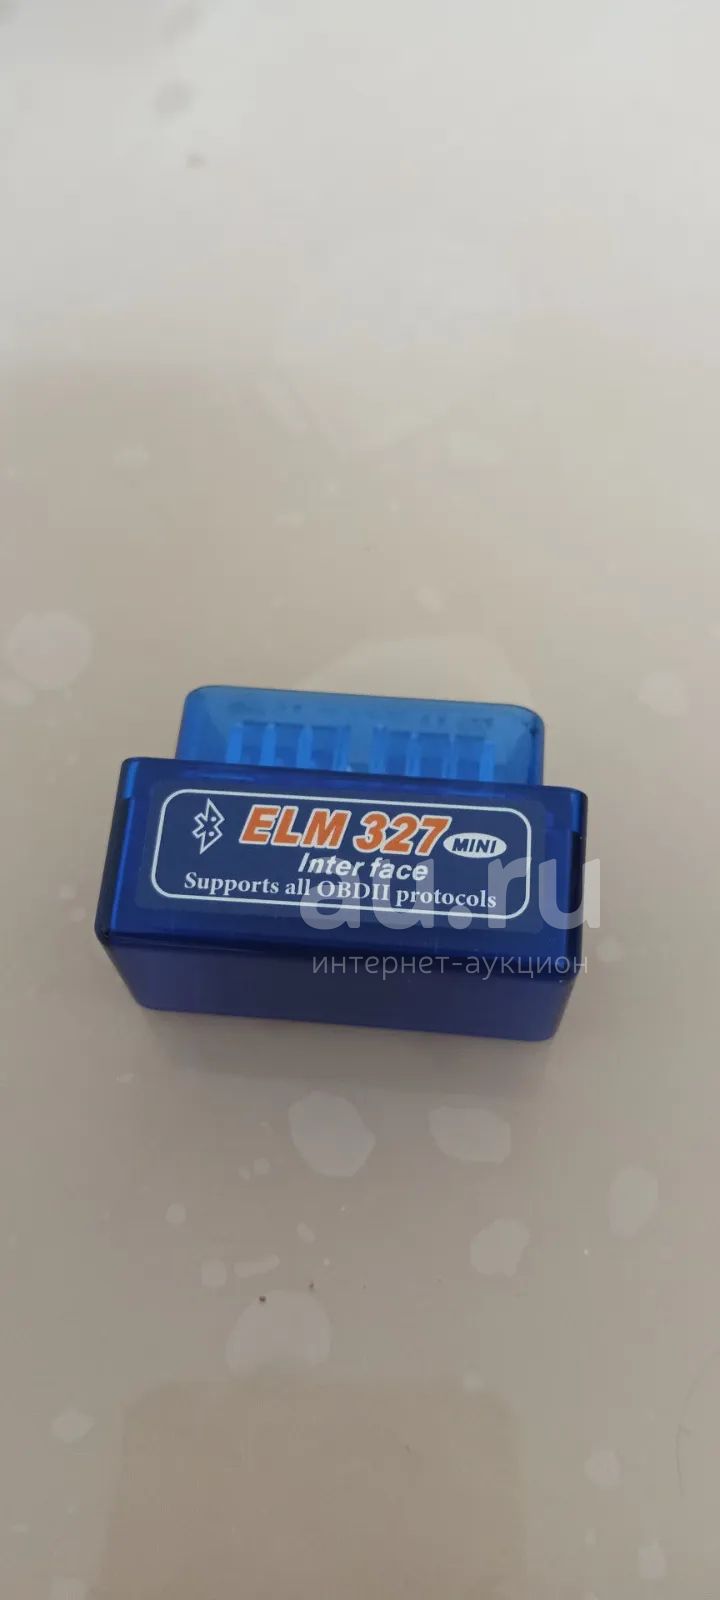 ELM 327 MINI
Inter face
Supports all OBDII protocols
au.ru
интернет-аукцион